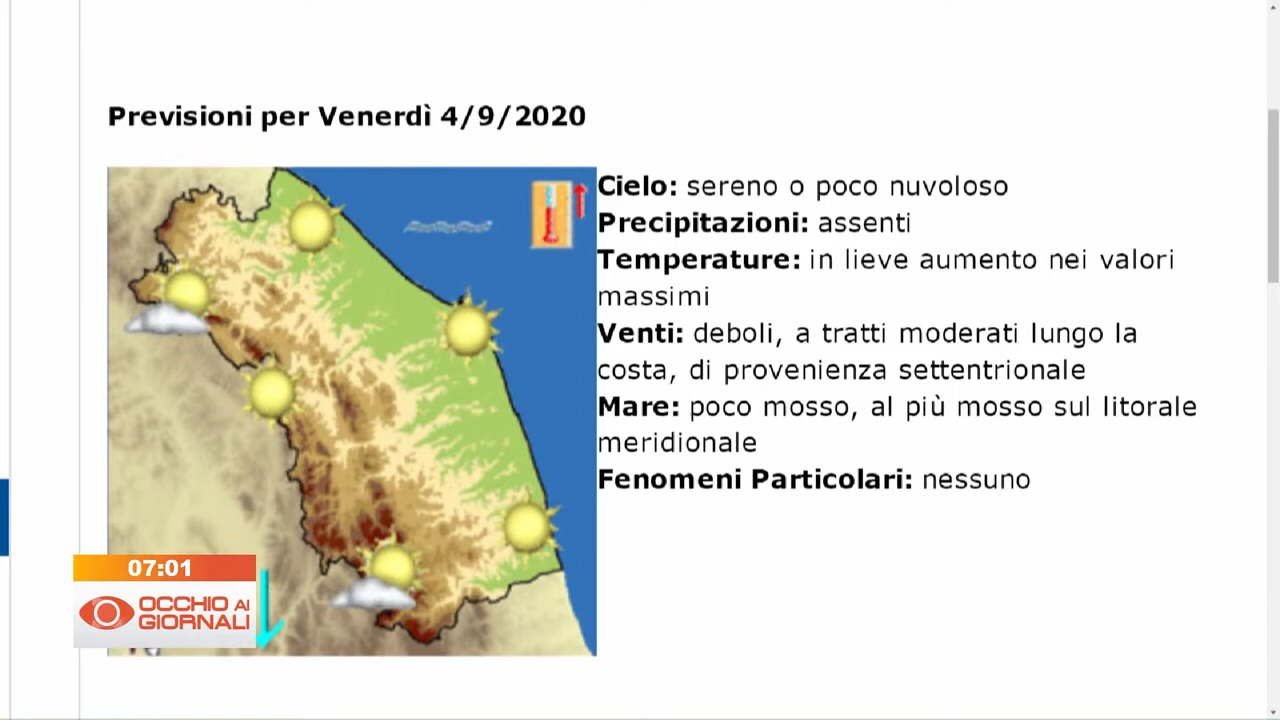 Previsioni per Venerdì 4/9/2020
Cielo: sereno o poco nuvoloso
Precipitazioni: assenti
Temperature: in lieve aumento nei valori
massimi
Venti: deboli, a tratti moderati lungo la
costa, di provenienza settentrionale
Mare: poco mosso, al più mosso sul litorale
meridionale
Fenomeni Particolari: nessuno
07:01
OCCHIO AI
GIORNALI